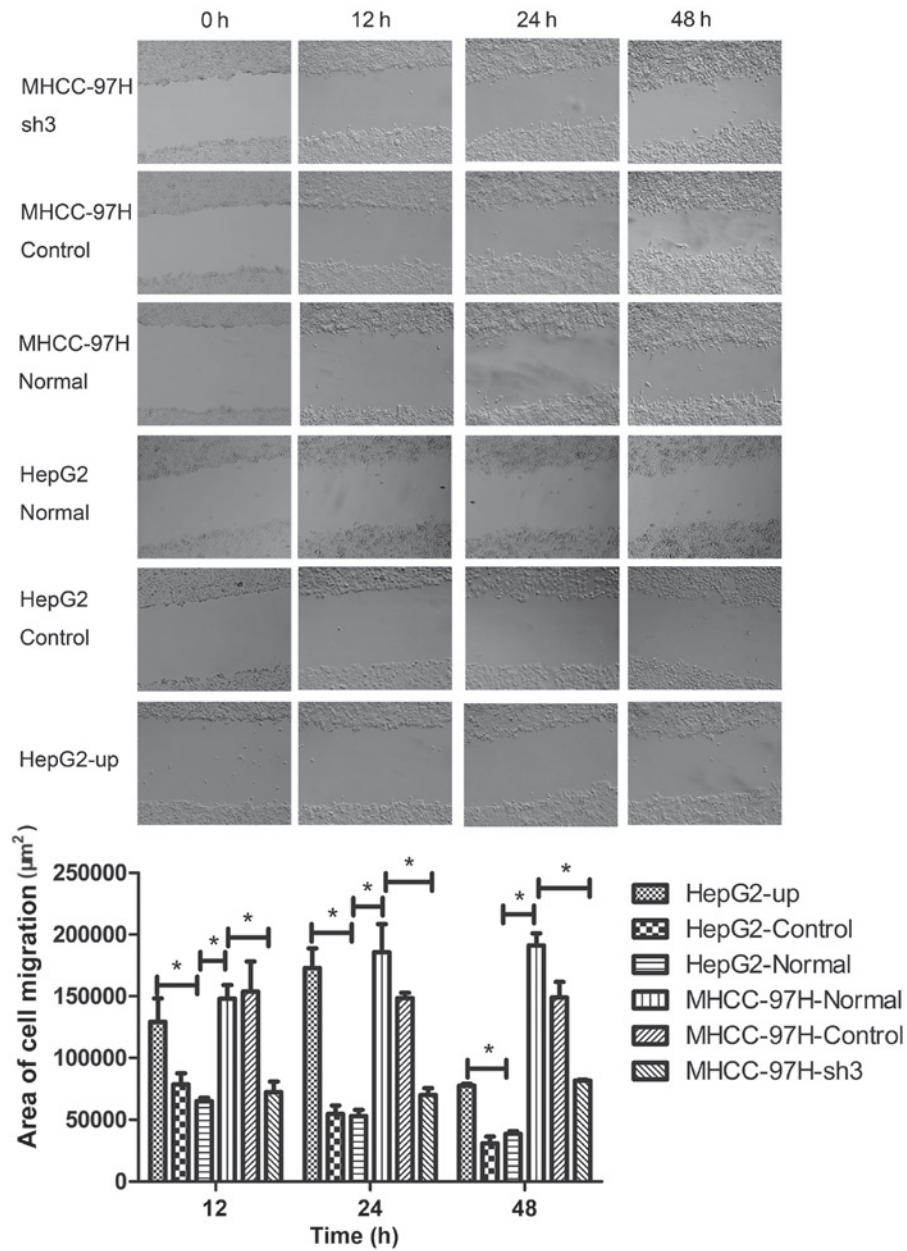 0 h 12 h 24 h 48 h
MHCC-97H
sh3
MHCC-97H
Control
MHCC-97H
Normal
HepG2
Normal
HepG2
Control
HepG2-up
Area of cell migration (µm²)
250000
200000
150000
100000
50000
0
* * *
* * *
* * *
12 24 48
Time (h)
HepG2-up
HepG2-Control
HepG2-Normal
MHCC-97H-Normal
MHCC-97H-Control
MHCC-97H-sh3